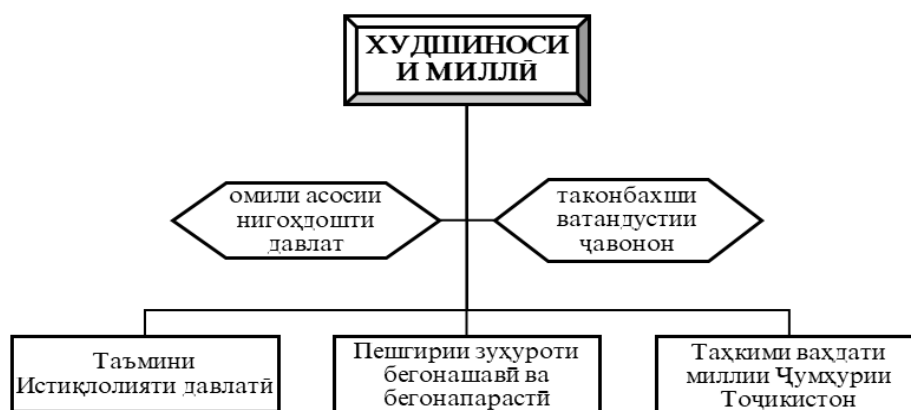 ХУДШИНОСИ
И МИЛЛӢ
омили асосии
нигоҳдошти
давлат
таконбахши
ватандустии
ҷавонон
Таъмини
Истиқлолияти давлатӣ
Пешгирии зуҳуроти
бегонашавӣ ва
бегонапарастӣ
Таҳкими ваҳдати
миллии Ҷумҳурии
Тоҷикистон